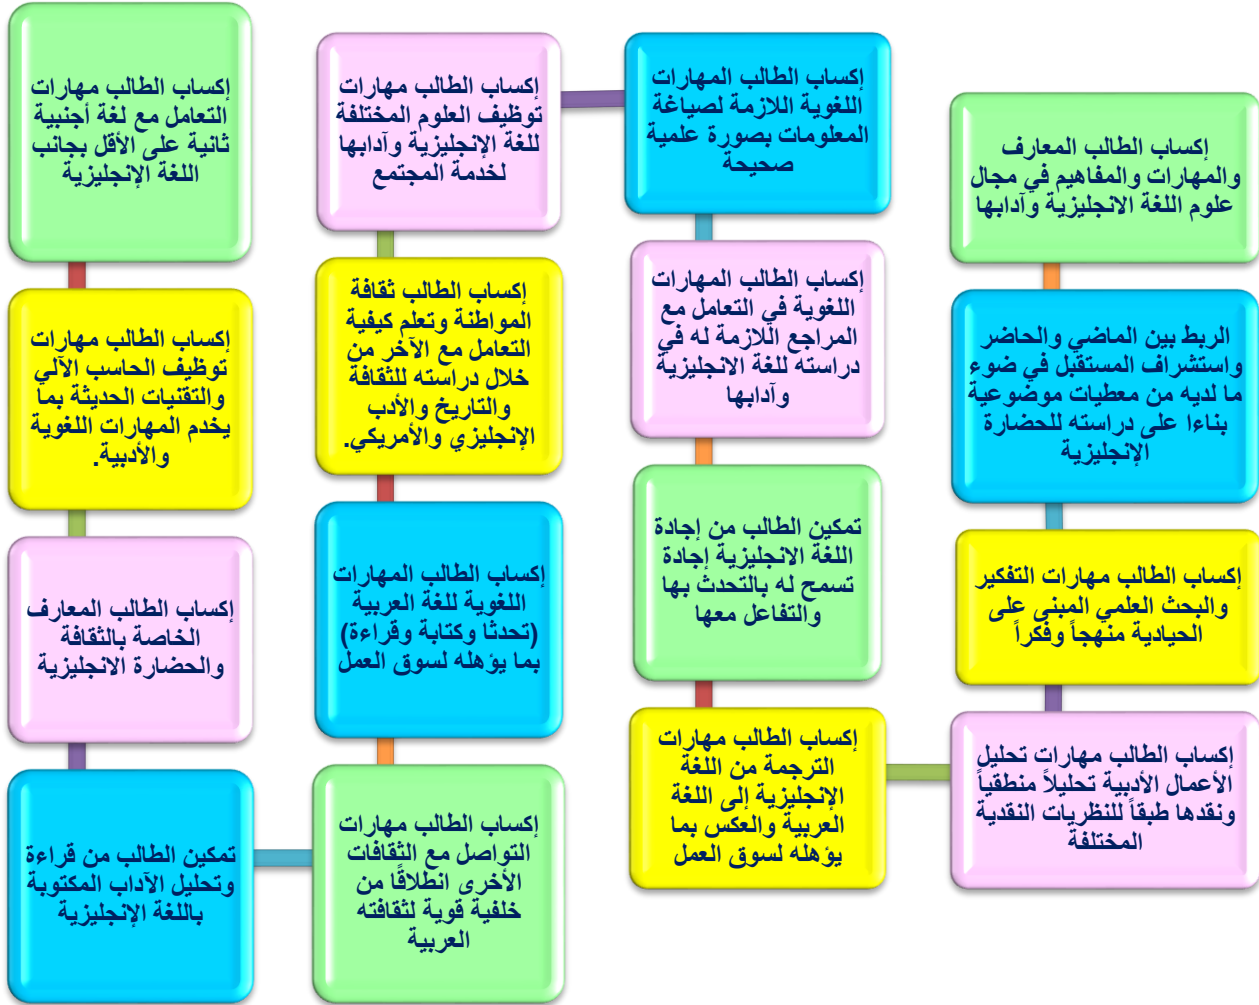 إكساب الطالب المعارف
والمهارات والمفاهيم في مجال
علوم اللغة الانجليزية وآدابها
الربط بين الماضي والحاضر
واستشراف المستقبل في ضوء
ما لديه من معطيات موضوعية
بناءا على دراسته للحضارة
الإنجليزية
إكساب الطالب مهارات التفكير
والبحث العلمي المبنى على
الحيادية منهجاً وفكراً
إكساب الطالب مهارات تحليل
الأعمال الأدبية تحليلاً منطقياً
ونقدها طبقاً للنظريات النقدية
المختلفة
إكساب الطالب مهارات
الترجمة من اللغة
الإنجليزية إلى اللغة
العربية والعكس بما
يؤهله لسوق العمل
تمكين الطالب من إجادة
اللغة الانجليزية إجادة
تسمح له بالتحدث بها
والتفاعل معها
إكساب الطالب المهارات
اللغوية في التعامل مع
المراجع اللازمة له في
دراسته للغة الانجليزية
وآدابها
إكساب الطالب المهارات
اللغوية اللازمة لصياغة
المعلومات بصورة علمية
صحيحة
إكساب الطالب مهارات
توظيف العلوم المختلفة
للغة الإنجليزية وآدابها
لخدمة المجتمع
إكساب الطالب ثقافة
المواطنة وتعلم كيفية
التعامل مع الآخر من
خلال دراسته للثقافة
والتاريخ والأدب
الإنجليزي والأمريكي.
إكساب الطالب المهارات
اللغوية للغة العربية
(تحدثا وكتابة وقراءة)
بما يؤهله لسوق العمل
إكساب الطالب مهارات
التواصل مع الثقافات
الأخرى انطلاقًا من
خلفية قوية لثقافته
العربية
تمكين الطالب من قراءة
وتحليل الآداب المكتوبة
باللغة الإنجليزية
إكساب الطالب المعارف
الخاصة بالثقافة
والحضارة الانجليزية
إكساب الطالب مهارات
توظيف الحاسب الآلي
والتقنيات الحديثة بما
يخدم المهارات اللغوية
والأدبية.
إكساب الطالب مهارات
التعامل مع لغة أجنبية
ثانية على الأقل بجانب
اللغة الإنجليزية